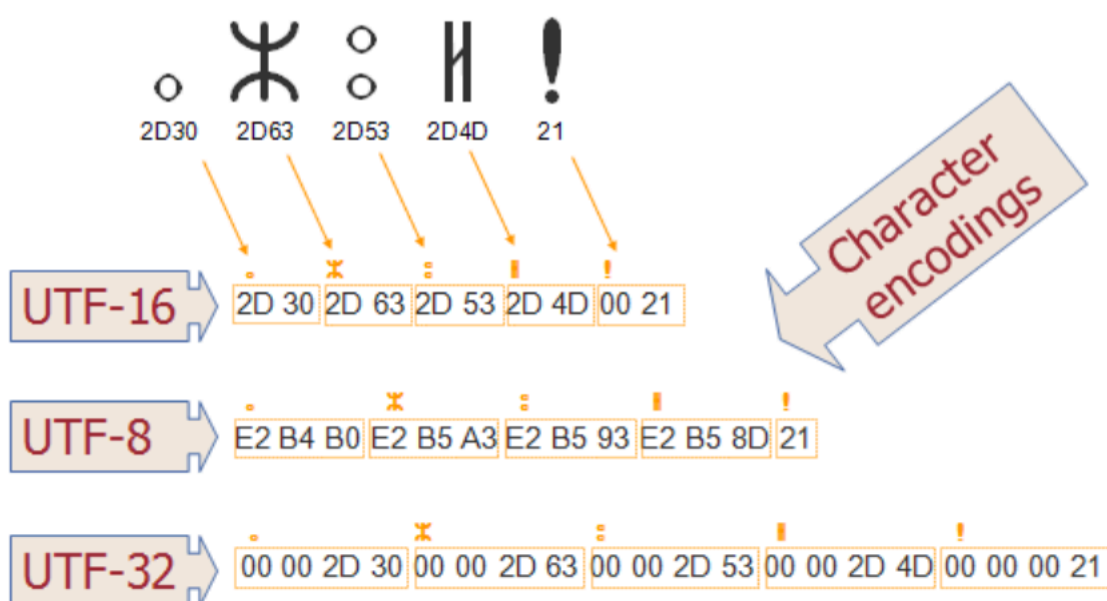 ⴰⵣⵓⵍ!
2D30 2D63 2D53 2D4D 21
Character
encodings
ⴰ ⵣ ⵓ ⵍ !
UTF-16 2D 30 2D 63 2D 53 2D 4D 00 21
ⴰ ⵣ ⵓ ⵍ !
UTF-8 E2 B4 B0 E2 B5 A3 E2 B5 93 E2 B5 8D 21
ⴰ ⵣ ⵓ ⵍ !
UTF-32 00 00 2D 30 00 00 2D 63 00 00 2D 53 00 00 2D 4D 00 00 00 21